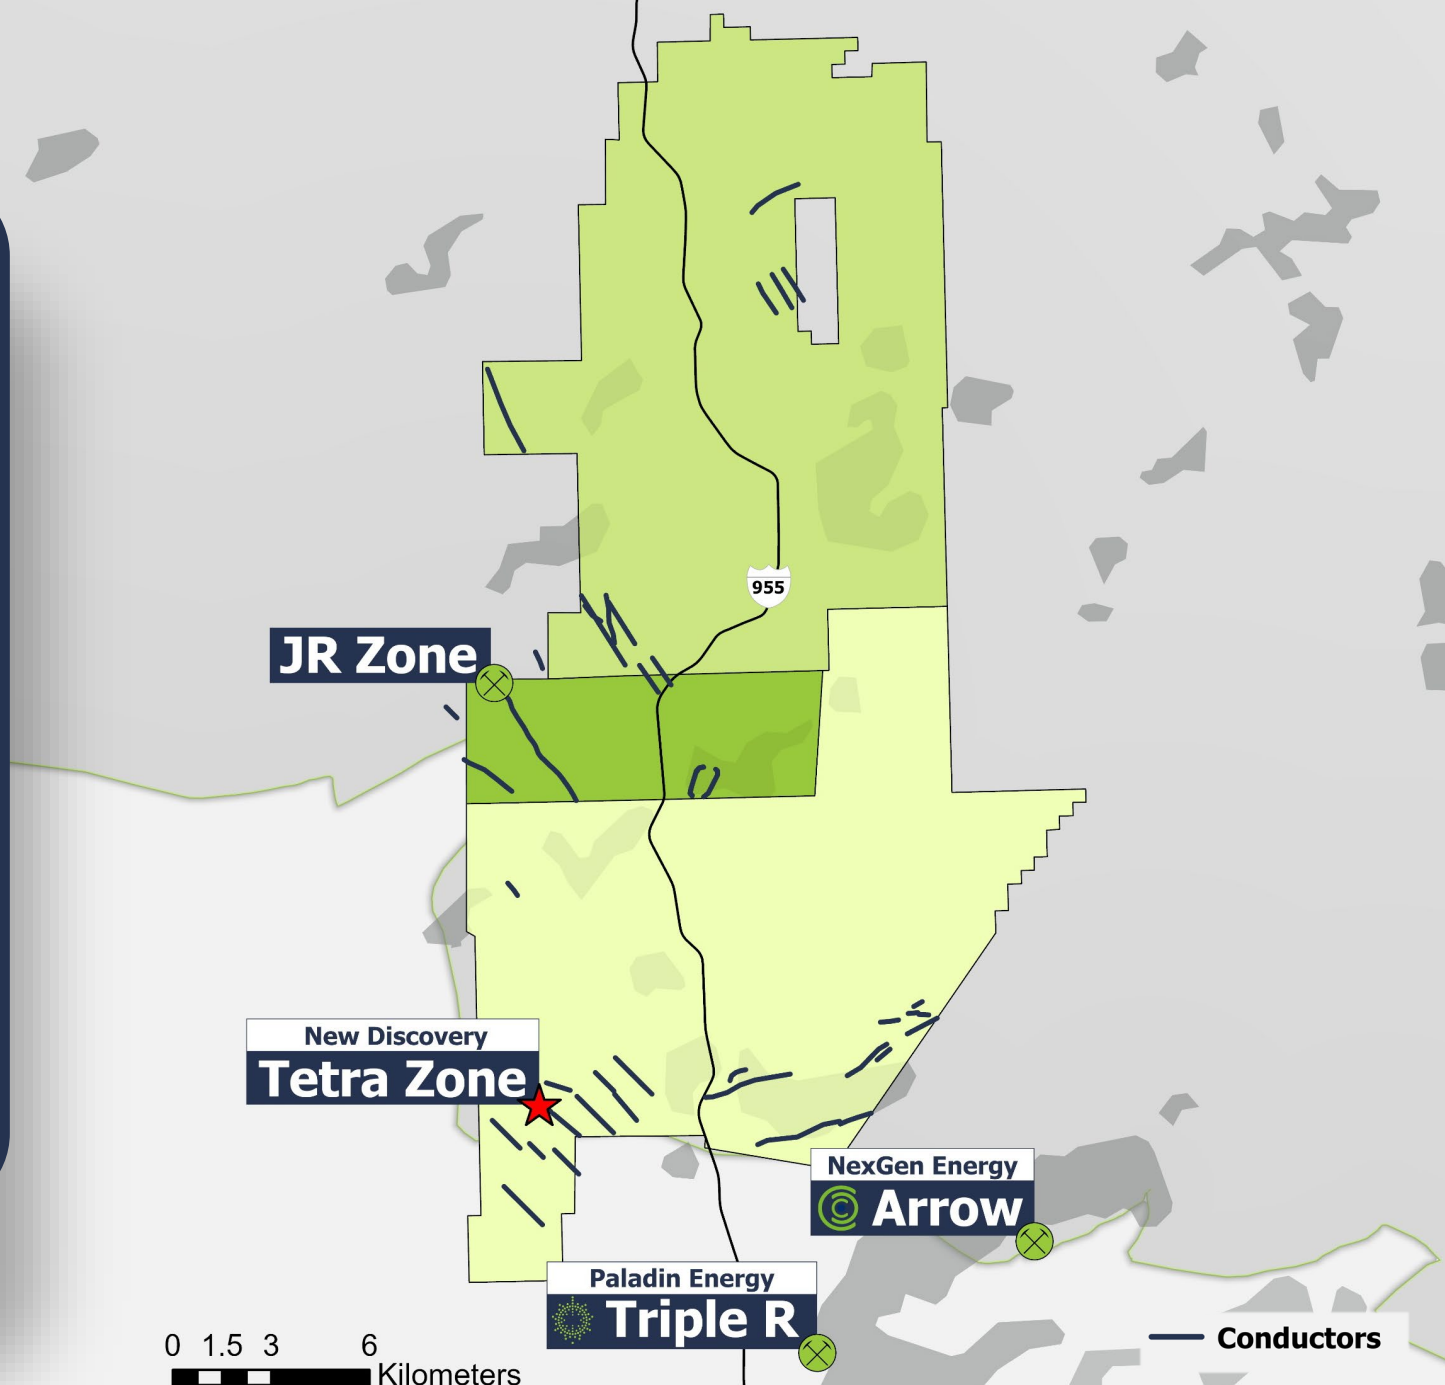 955
JR Zone
New Discovery
Tetra Zone
NexGen Energy
Arrow
Paladin Energy
Triple R
0 1.5 3 6
Kilometers
Conductors